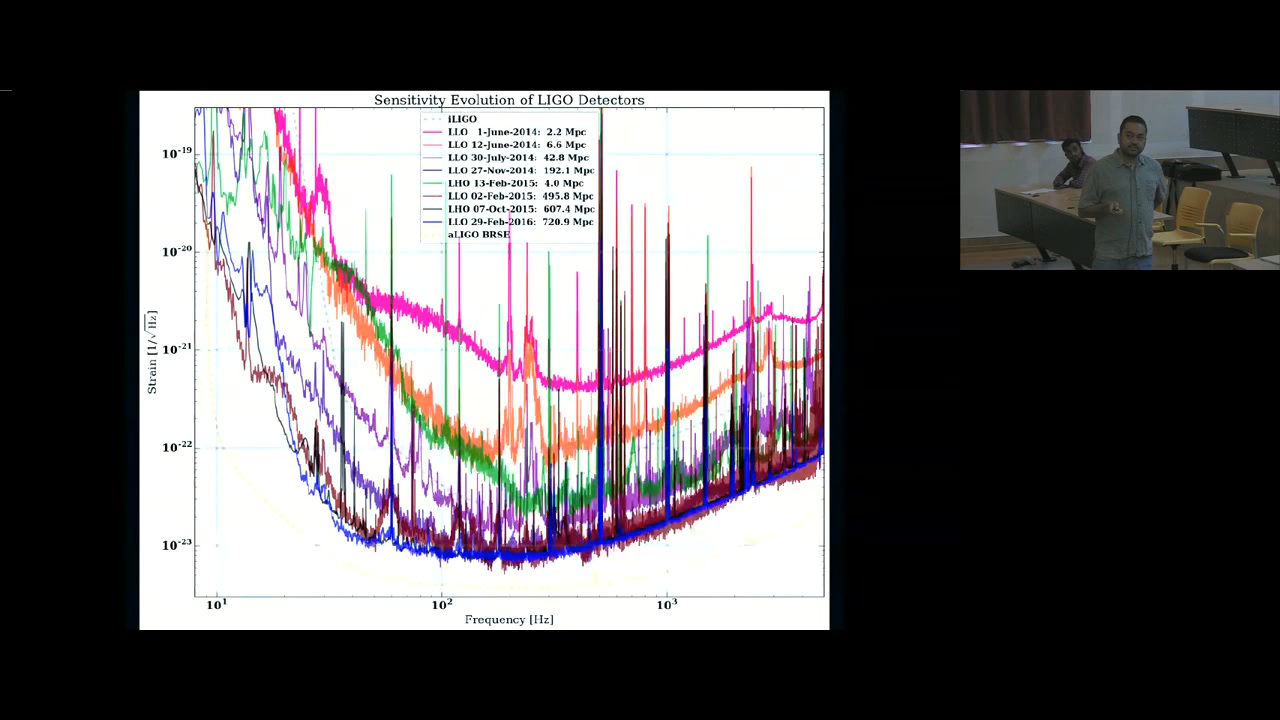 Sensitivity Evolution of LIGO Detectors
iLIGO
LLO 1-June-2014: 2.2 Mpc
LLO 12-June-2014: 6.6 Mpc
LLO 30-July-2014: 42.8 Mpc
LLO 27-Nov-2014: 192.1 Mpc
LHO 13-Feb-2015: 4.0 Mpc
LLO 02-Feb-2015: 495.8 Mpc
LHO 07-Oct-2015: 607.4 Mpc
LLO 29-Feb-2016: 720.9 Mpc
aLIGO BRSE
10⁻¹⁹
10⁻²⁰
10⁻²¹
10⁻²²
10⁻²³
Strain [1/√Hz]
10¹ 10² 10³
Frequency [Hz]